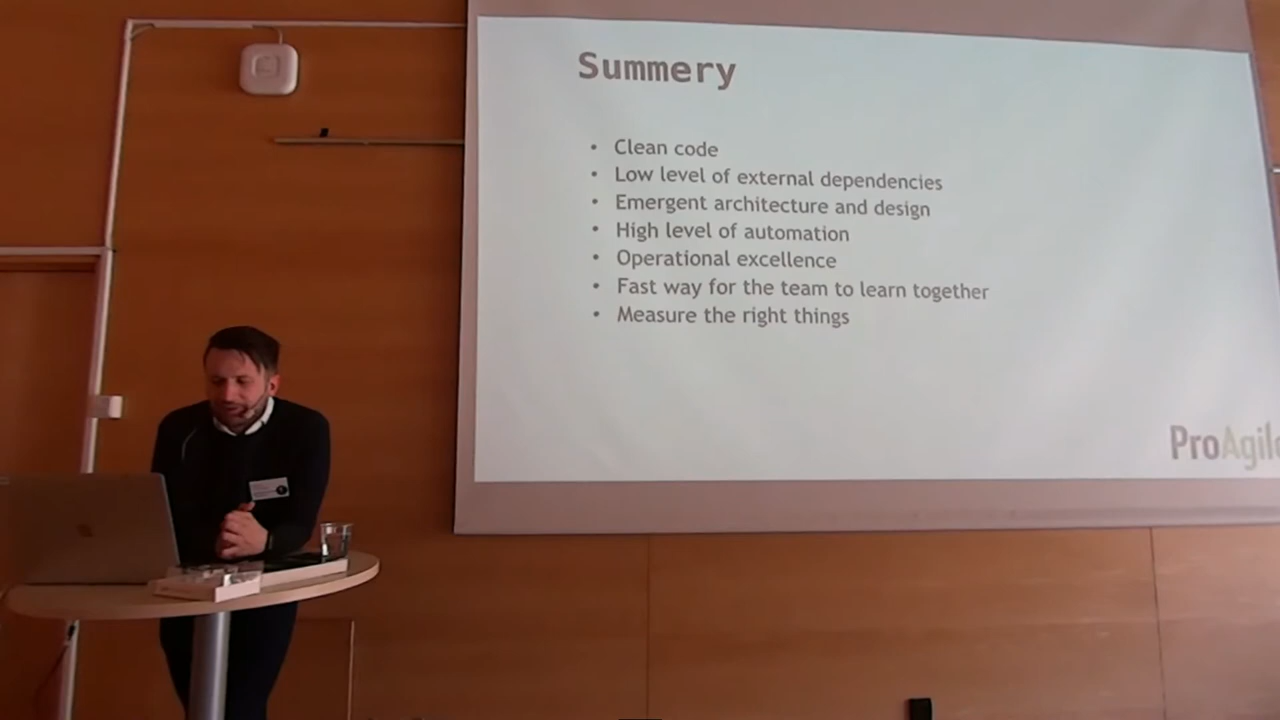 Summery
• Clean code
• Low level of external dependencies
• Emergent architecture and design
• High level of automation
• Operational excellence
• Fast way for the team to learn together
• Measure the right things
ProAgile